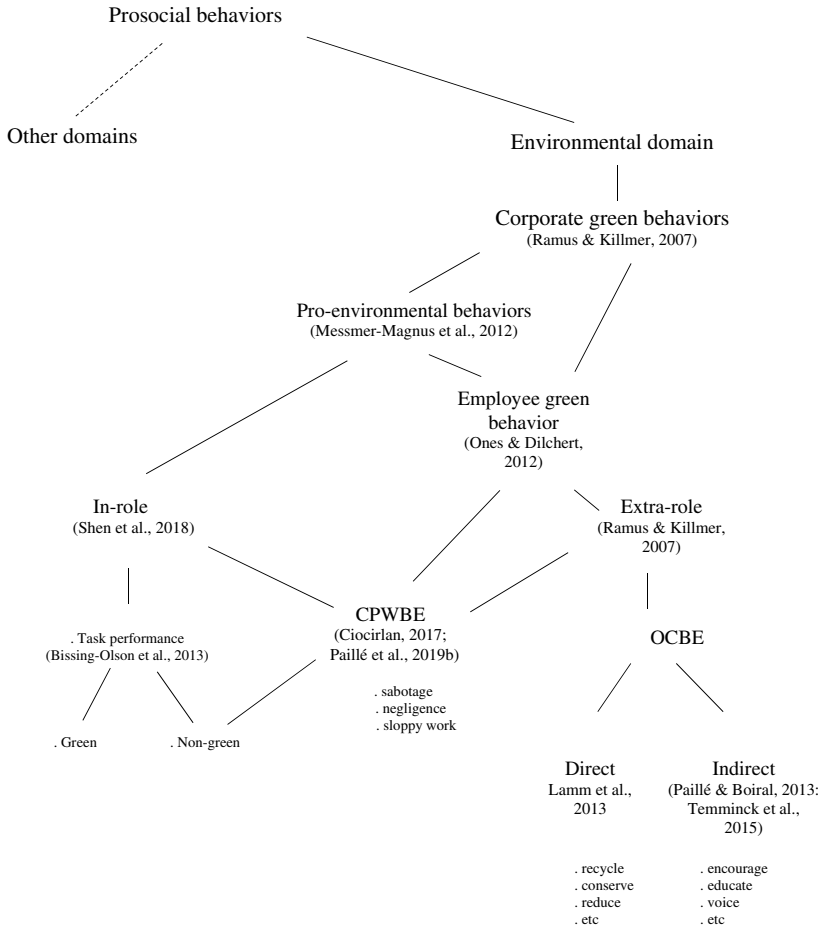 Prosocial behaviors
Other domains
Environmental domain
Corporate green behaviors
(Ramus & Killmer, 2007)
Pro-environmental behaviors
(Messmer-Magnus et al., 2012)
Employee green
behavior
(Ones & Dilchert,
2012)
In-role
(Shen et al., 2018)
Extra-role
(Ramus & Killmer,
2007)
. Task performance
(Bissing-Olson et al., 2013)
CPWBE
(Ciocirlan, 2017;
Paillé et al., 2019b)
. sabotage
. negligence
. sloppy work
OCBE
. Green
. Non-green
Direct
Lamm et al.,
2013
. recycle
. conserve
. reduce
. etc
Indirect
(Paillé & Boiral, 2013:
Temminck et al.,
2015)
. encourage
. educate
. voice
. etc